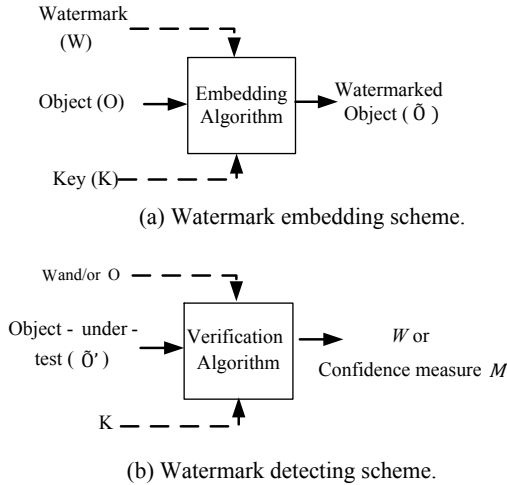 Watermark
(W)
Object (O)
Embedding
Algorithm
Watermarked
Object ( Õ )
Key (K)
(a) Watermark embedding scheme.
Wand/or O
Object - under -
test ( Õ’)
Verification
Algorithm
W or
Confidence measure M
K
(b) Watermark detecting scheme.